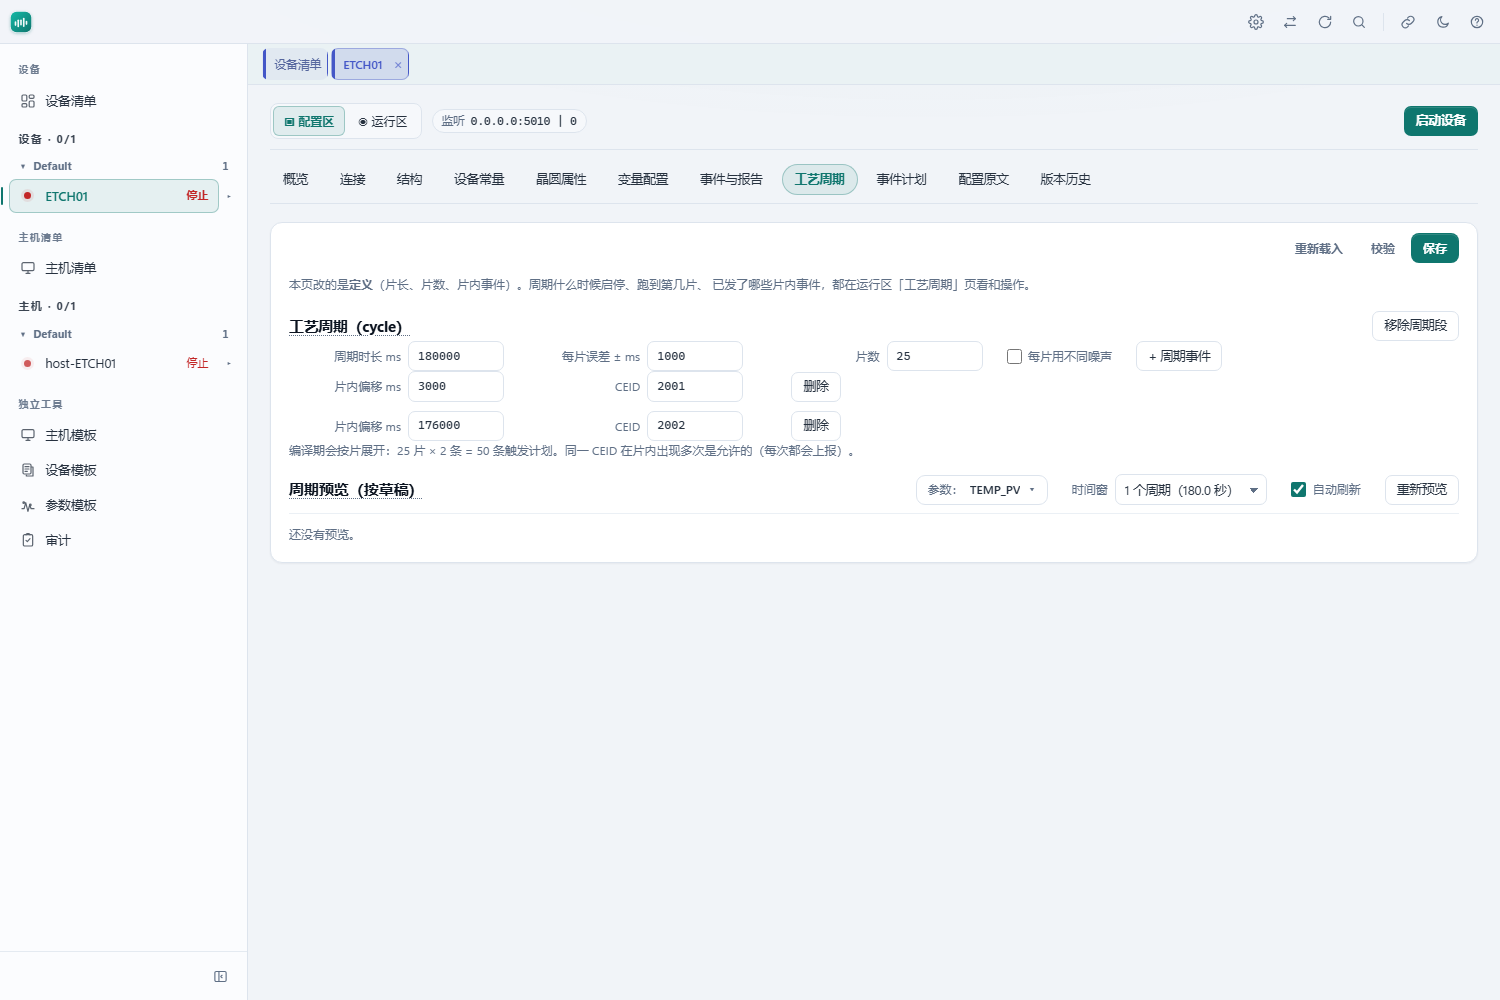 设备
设备清单
设备 · 0/1
Default 1
ETCH01 停止
主机清单
主机清单
主机 · 0/1
Default 1
host-ETCH01 停止
独立工具
主机模板
设备模板
参数模板
审计
设备清单 ETCH01 ×
配置区 运行区 监听 0.0.0.0:5010 | 0 启动设备
概览 连接 结构 设备常量 晶圆属性 变量配置 事件与报告 工艺周期 事件计划 配置原文 版本历史
重新载入 校验 保存
本页改的是定义（片长、片数、片内事件）。周期什么时候启停、跑到第几片、 已发了哪些片内事件，都在运行区「工艺周期」页看和操作。
工艺周期（cycle） 移除周期段
周期时长 ms 180000 每片误差 ± ms 1000 片数 25 每片用不同噪声 + 周期事件
片内偏移 ms 3000 CEID 2001 删除
片内偏移 ms 176000 CEID 2002 删除
编译期会按片展开：25 片 × 2 条 = 50 条触发计划。同一 CEID 在片内出现多次是允许的（每次都会上报）。
周期预览（按草稿） 参数： TEMP_PV 时间窗 1 个周期（180.0 秒） 自动刷新 重新预览
还没有预览。